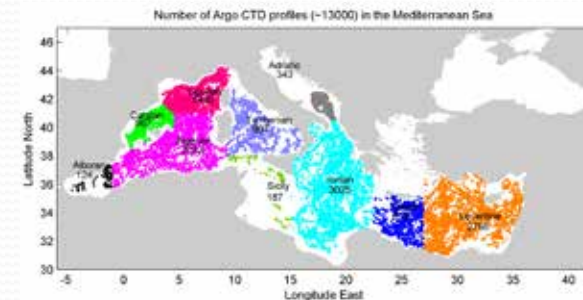 Number of Argo CTD profiles (~13000) in the Mediterranean Sea
46
44
42
40
38
36
34
32
30
Latitude North
Adriatic
343
Catalan
Alborano
124
Sicily
187
Ionian
3025
Levantine
-5
0
5
10
15
20
25
30
35
40
Longitude East